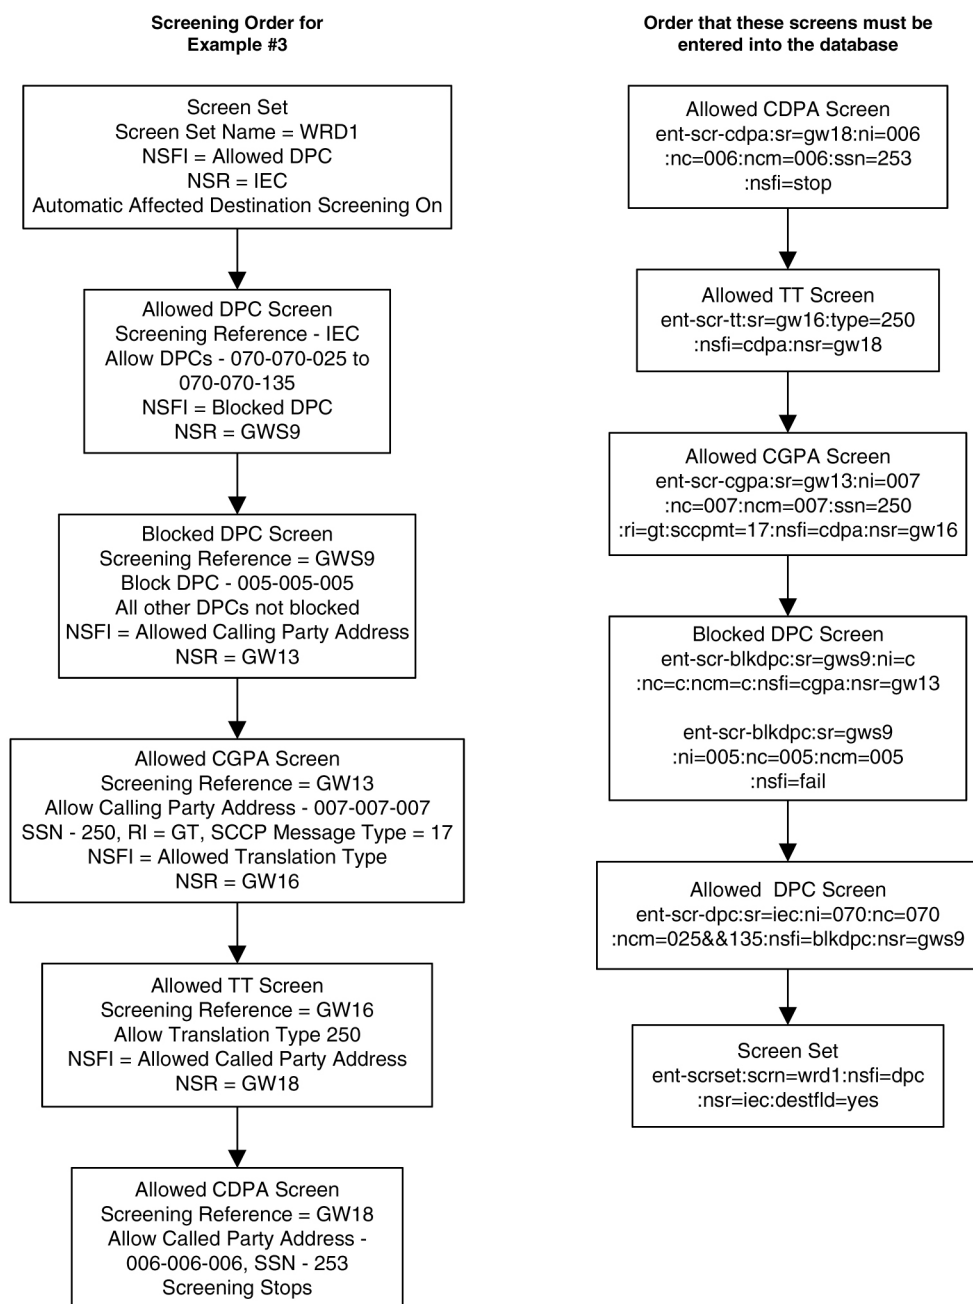 Screening Order for
Example #3
Screen Set
Screen Set Name = WRD1
NSFI = Allowed DPC
NSR = IEC
Automatic Affected Destination Screening On
Allowed DPC Screen
Screening Reference - IEC
Allow DPCs - 070-070-025 to
070-070-135
NSFI = Blocked DPC
NSR = GWS9
Blocked DPC Screen
Screening Reference = GWS9
Block DPC - 005-005-005
All other DPCs not blocked
NSFI = Allowed Calling Party Address
NSR = GW13
Allowed CGPA Screen
Screening Reference = GW13
Allow Calling Party Address - 007-007-007
SSN - 250, RI = GT, SCCP Message Type = 17
NSFI = Allowed Translation Type
NSR = GW16
Allowed TT Screen
Screening Reference = GW16
Allow Translation Type 250
NSFI = Allowed Called Party Address
NSR = GW18
Allowed CDPA Screen
Screening Reference = GW18
Allow Called Party Address -
006-006-006, SSN - 253
Screening Stops
Order that these screens must be
entered into the database
Allowed CDPA Screen
ent-scr-cdpa:sr=gw18:ni=006
:nc=006:ncm=006:ssn=253
:nsfi=stop
Allowed TT Screen
ent-scr-tt:sr=gw16:type=250
:nsfi=cdpa:nsr=gw18
Allowed CGPA Screen
ent-scr-cgpa:sr=gw13:ni=007
:nc=007:ncm=007:ssn=250
:ri=gt:sccpmt=17:nsfi=cdpa:nsr=gw16
Blocked DPC Screen
ent-scr-blkdpc:sr=gws9:ni=c
:nc=c:ncm=c:nsfi=cgpa:nsr=gw13
ent-scr-blkdpc:sr=gws9
:ni=005:nc=005:ncm=005
:nsfi=fail
Allowed DPC Screen
ent-scr-dpc:sr=iec:ni=070:nc=070
:ncm=025&&135:nsfi=blkdpc:nsr=gws9
Screen Set
ent-scrset:scrn=wrd1:nsfi=dpc
:nsr=iec:destfld=yes